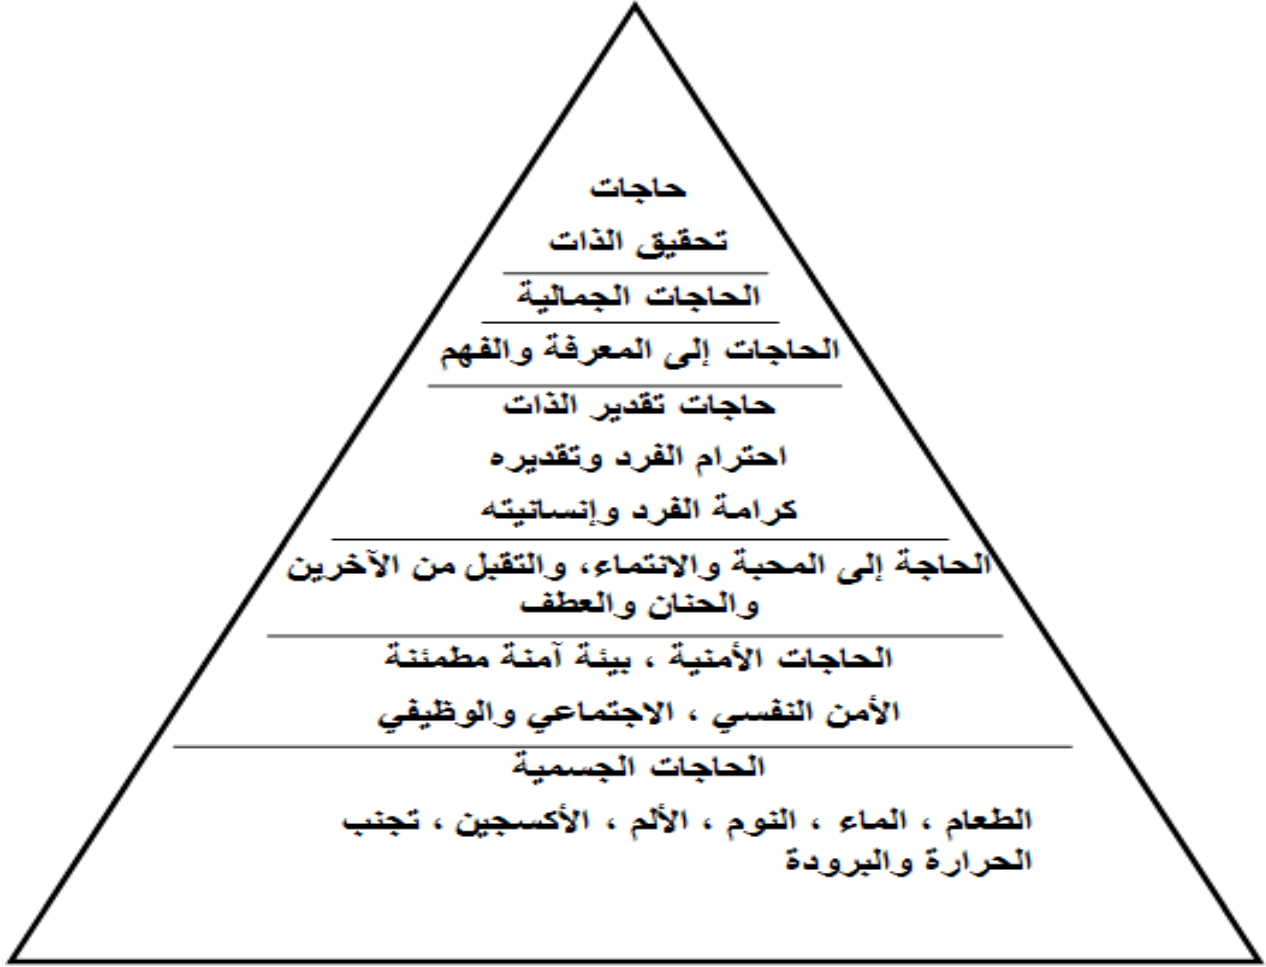 حاجات
تحقيق الذات
الحاجات الجمالية
الحاجات إلى المعرفة والفهم
حاجات تقدير الذات
احترام الفرد وتقديره
كرامة الفرد وإنسانيته
الحاجة إلى المحبة والانتماء، والتقبل من الآخرين
والحنان والعطف
الحاجات الأمنية ، بيئة آمنة مطمئنة
الأمن النفسي ، الاجتماعي والوظيفي
الحاجات الجسمية
الطعام ، الماء ، النوم ، الألم ، الأكسجين ، تجنب
الحرارة والبرودة